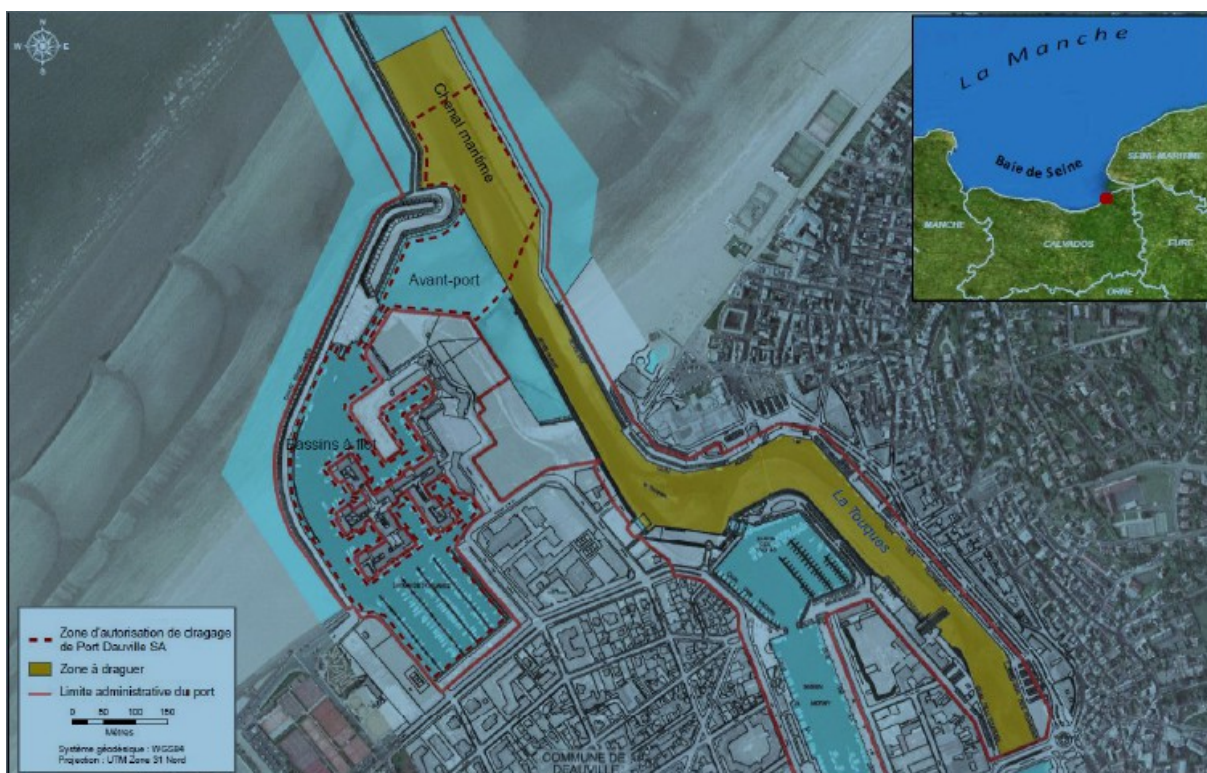 N
W
E
S
La Manche
Baie de Seine
SEINE-MARITIME
MANCHE
CALVADOS
EURE
ORNE
Chenal maritime
Avant-port
Bassins à flot
La Touques
Zone d'autorisation de dragage
de Port Dauville SA
Zone à draguer
Limite administrative du port
0 50 100 150
Mètres
Système géodésique : WGS84
Projection : UTM Zone 31 Nord
COMMUNE DE
DEAUVILLE